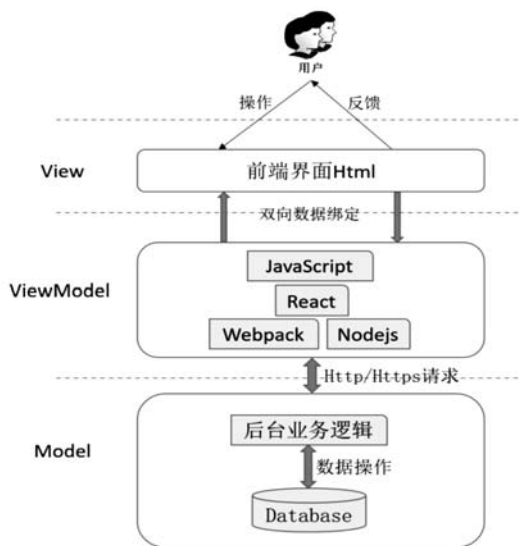 用户
操作
反馈
View
前端界面Html
双向数据绑定
ViewModel
JavaScript
React
Webpack
Nodejs
Http/Https请求
Model
后台业务逻辑
数据操作
Database